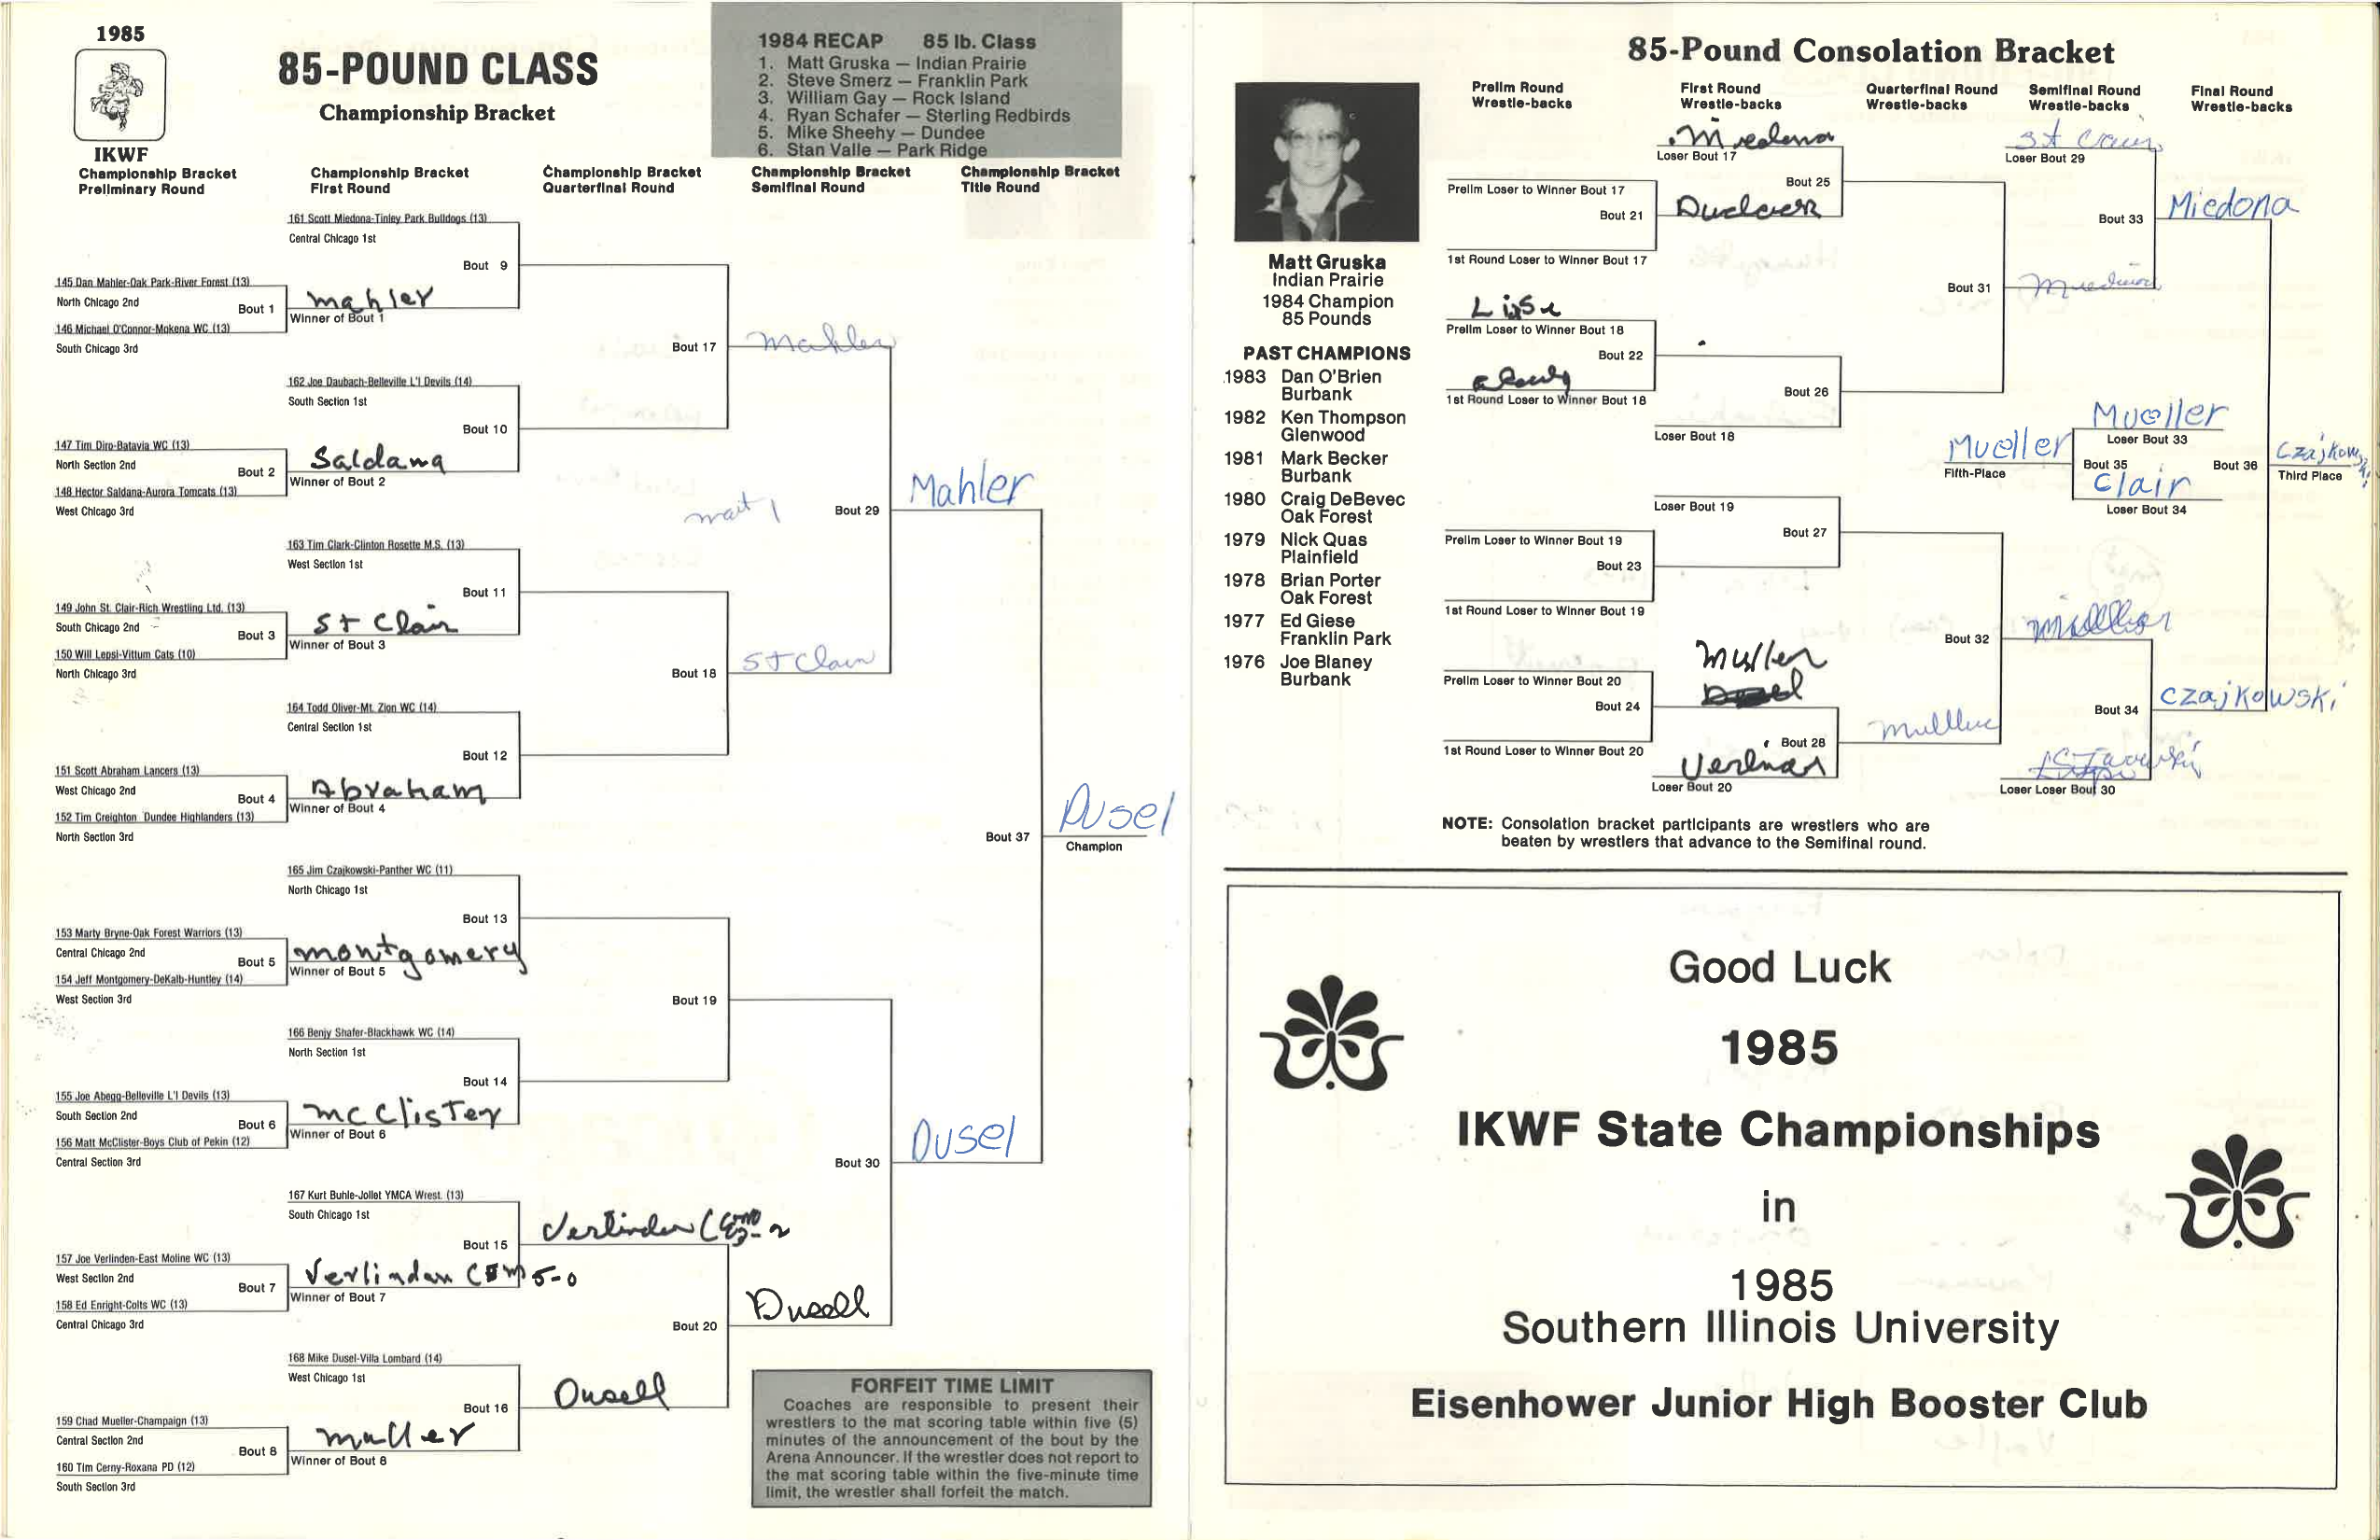 1985
IKWF
85-POUND CLASS
Championship Bracket
1984 RECAP 85 lb. Class
1. Matt Gruska — Indian Prairie
2. Steve Smerz — Franklin Park
3. William Gay — Rock Island
4. Ryan Schafer — Sterling Redbirds
5. Mike Sheehy — Dundee
6. Stan Valle — Park Ridge
Championship Bracket
Preliminary Round
Championship Bracket
First Round
Championship Bracket
Quarterfinal Round
Championship Bracket
Semifinal Round
Championship Bracket
Title Round
161 Scott Miedona-Tinley Park Bulldogs (13)
Central Chicago 1st
Bout 9
145 Dan Mahler-Oak Park-River Forest (13)
North Chicago 2nd
Bout 1
Mahler
Winner of Bout 1
146 Michael O'Connor-Mokena WC (13)
South Chicago 3rd
Bout 17
Mahler
162 Joe Daubach-Belleville L'l Devils (14)
South Section 1st
Bout 10
147 Tim Diro-Batavia WC (13)
North Section 2nd
Bout 2
Saldana
Winner of Bout 2
148 Hector Saldana-Aurora Tomcats (13)
West Chicago 3rd
Bout 29
Mahler
163 Tim Clark-Clinton Rosette M.S. (13)
West Section 1st
Bout 11
149 John St. Clair-Rich Wrestling Ltd. (13)
South Chicago 2nd
Bout 3
St Clair
Winner of Bout 3
150 Will Lepsi-Vittum Cats (10)
North Chicago 3rd
Bout 18
St Clair
164 Todd Oliver-Mt. Zion WC (14)
Central Section 1st
Bout 12
151 Scott Abraham Lancers (13)
West Chicago 2nd
Bout 4
Abraham
Winner of Bout 4
152 Tim Creighton Dundee Highlanders (13)
North Section 3rd
Bout 37
Dusel
Champion
165 Jim Czajkowski-Panther WC (11)
North Chicago 1st
Bout 13
153 Marty Bryne-Oak Forest Warriors (13)
Central Chicago 2nd
Bout 5
Montgomery
Winner of Bout 5
154 Jeff Montgomery-DeKalb-Huntley (14)
West Section 3rd
Bout 19
166 Benjy Shafer-Blackhawk WC (14)
North Section 1st
Bout 14
155 Joe Abegg-Belleville L'l Devils (13)
South Section 2nd
Bout 6
McClister
Winner of Bout 6
156 Matt McClister-Boys Club of Pekin (12)
Central Section 3rd
Bout 30
Dusel
167 Kurt Buhle-Joliet YMCA Wrest. (13)
South Chicago 1st
Bout 15
Verlinden
157 Joe Verlinden-East Moline WC (13)
West Section 2nd
Bout 7
Verlinden 5-0
Winner of Bout 7
158 Ed Enright-Colts WC (13)
Central Chicago 3rd
Bout 20
Dusell
168 Mike Dusel-Villa Lombard (14)
West Chicago 1st
Bout 16
Dusell
159 Chad Mueller-Champaign (13)
Central Section 2nd
Bout 8
Muller
Winner of Bout 8
160 Tim Cerny-Roxana PD (12)
South Section 3rd
FORFEIT TIME LIMIT
Coaches are responsible to present their
wrestlers to the mat scoring table within five (5)
minutes of the announcement of the bout by the
Arena Announcer. If the wrestler does not report to
the mat scoring table within the five-minute time
limit, the wrestler shall forfeit the match.
85-Pound Consolation Bracket
Matt Gruska
Indian Prairie
1984 Champion
85 Pounds
PAST CHAMPIONS
1983 Dan O'Brien
Burbank
1982 Ken Thompson
Glenwood
1981 Mark Becker
Burbank
1980 Craig DeBevec
Oak Forest
1979 Nick Quas
Plainfield
1978 Brian Porter
Oak Forest
1977 Ed Giese
Franklin Park
1976 Joe Blaney
Burbank
Prelim Round
Wrestle-backs
First Round
Wrestle-backs
Quarterfinal Round
Wrestle-backs
Semifinal Round
Wrestle-backs
Final Round
Wrestle-backs
Miedona
Loser Bout 17
St Clair
Loser Bout 29
Bout 25
Prelim Loser to Winner Bout 17
Bout 21
1st Round Loser to Winner Bout 17
Bout 33
Miedona
Bout 31
Miedona
Prelim Loser to Winner Bout 18
Bout 22
1st Round Loser to Winner Bout 18
Bout 26
Loser Bout 18
Mueller
Loser Bout 33
Mueller
Fifth-Place
Bout 35
Clair
Loser Bout 34
Bout 36
Czajkowski
Third Place
Loser Bout 19
Bout 27
Prelim Loser to Winner Bout 19
Bout 23
1st Round Loser to Winner Bout 19
Bout 32
Mueller
Muller
Prelim Loser to Winner Bout 20
Bout 24
1st Round Loser to Winner Bout 20
Bout 28
Loser Bout 20
Bout 34
Czajkowski
Loser Loser Bout 30
NOTE: Consolation bracket participants are wrestlers who are
beaten by wrestlers that advance to the Semifinal round.
Good Luck
1985
IKWF State Championships
in
1985
Southern Illinois University
Eisenhower Junior High Booster Club